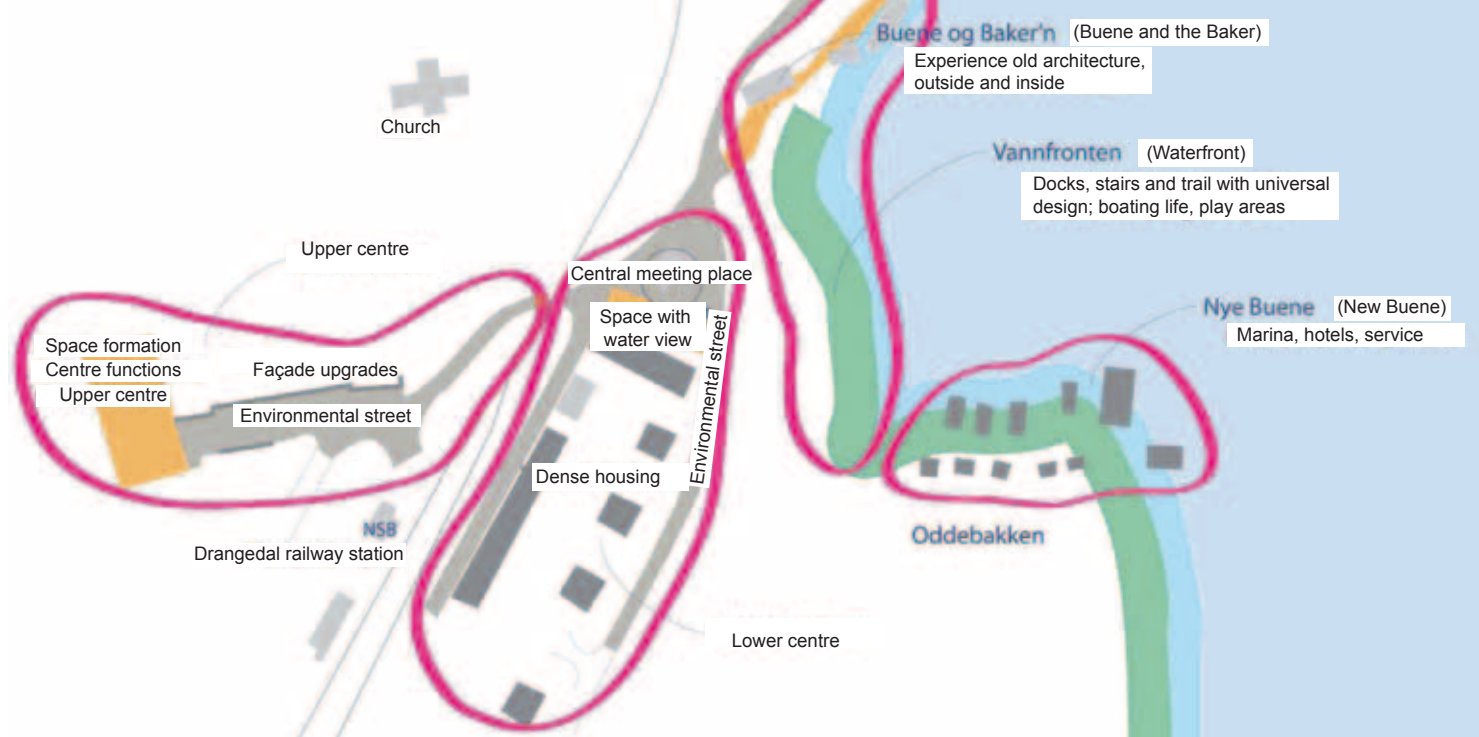 Buene og Baker'n (Buene and the Baker)
Experience old architecture,
outside and inside
Church
Vannfronten (Waterfront)
Docks, stairs and trail with universal
design; boating life, play areas
Upper centre
Central meeting place
Space with
water view
Environmental street
Nye Buene (New Buene)
Marina, hotels, service
Space formation
Centre functions
Upper centre
Façade upgrades
Environmental street
Dense housing
NSB
Drangedal railway station
Oddebakken
Lower centre